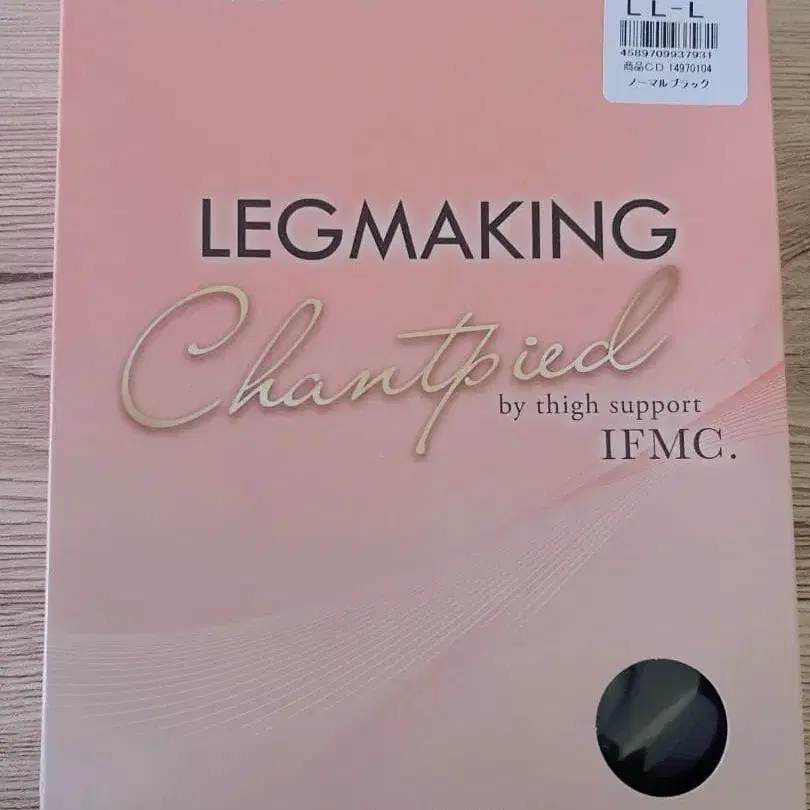 LL-L
4589709937931
商品CD 14970104
ノーマルブラック
LEGMAKING
Chantpied
by thigh support
IFMC.